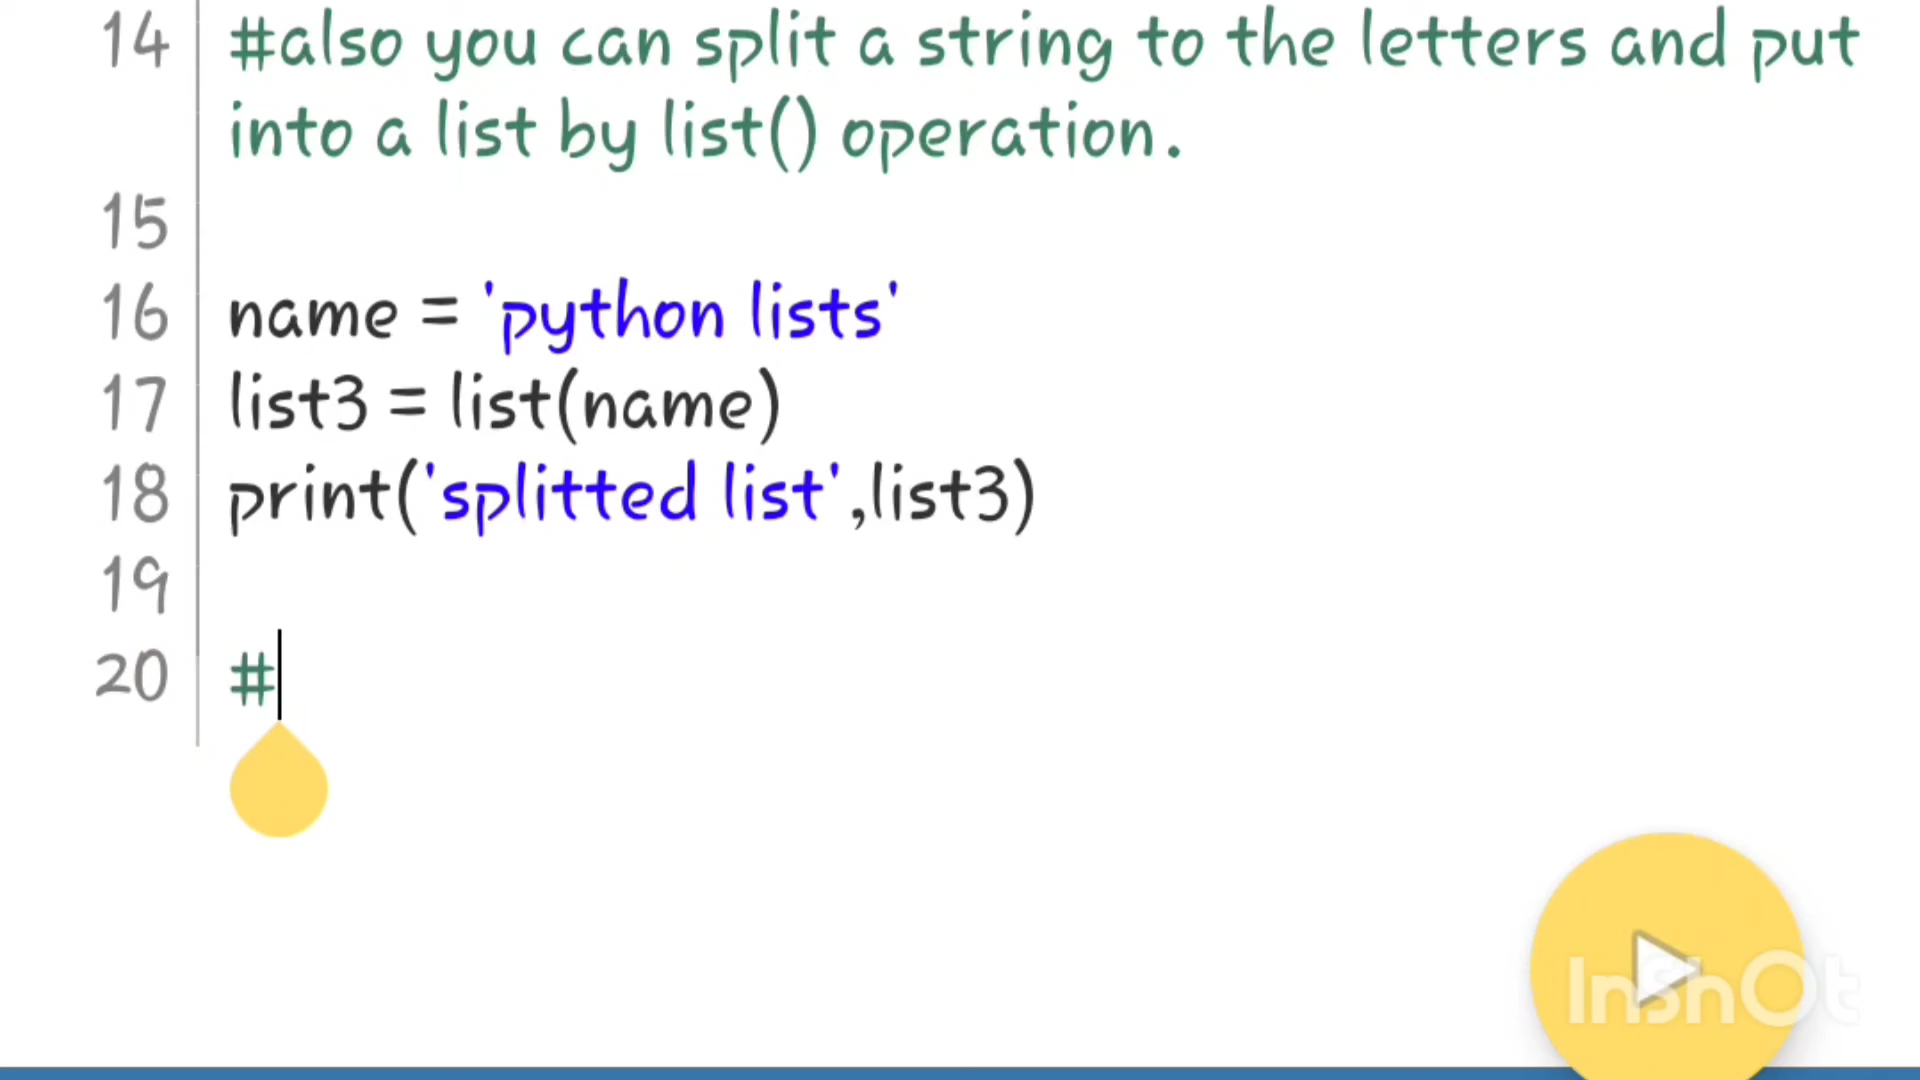 14 #also you can split a string to the letters and put
into a list by list() operation.
15
16 name = 'python lists'
17 list3 = list(name)
18 print('splitted list',list3)
19
20 #
InShOt